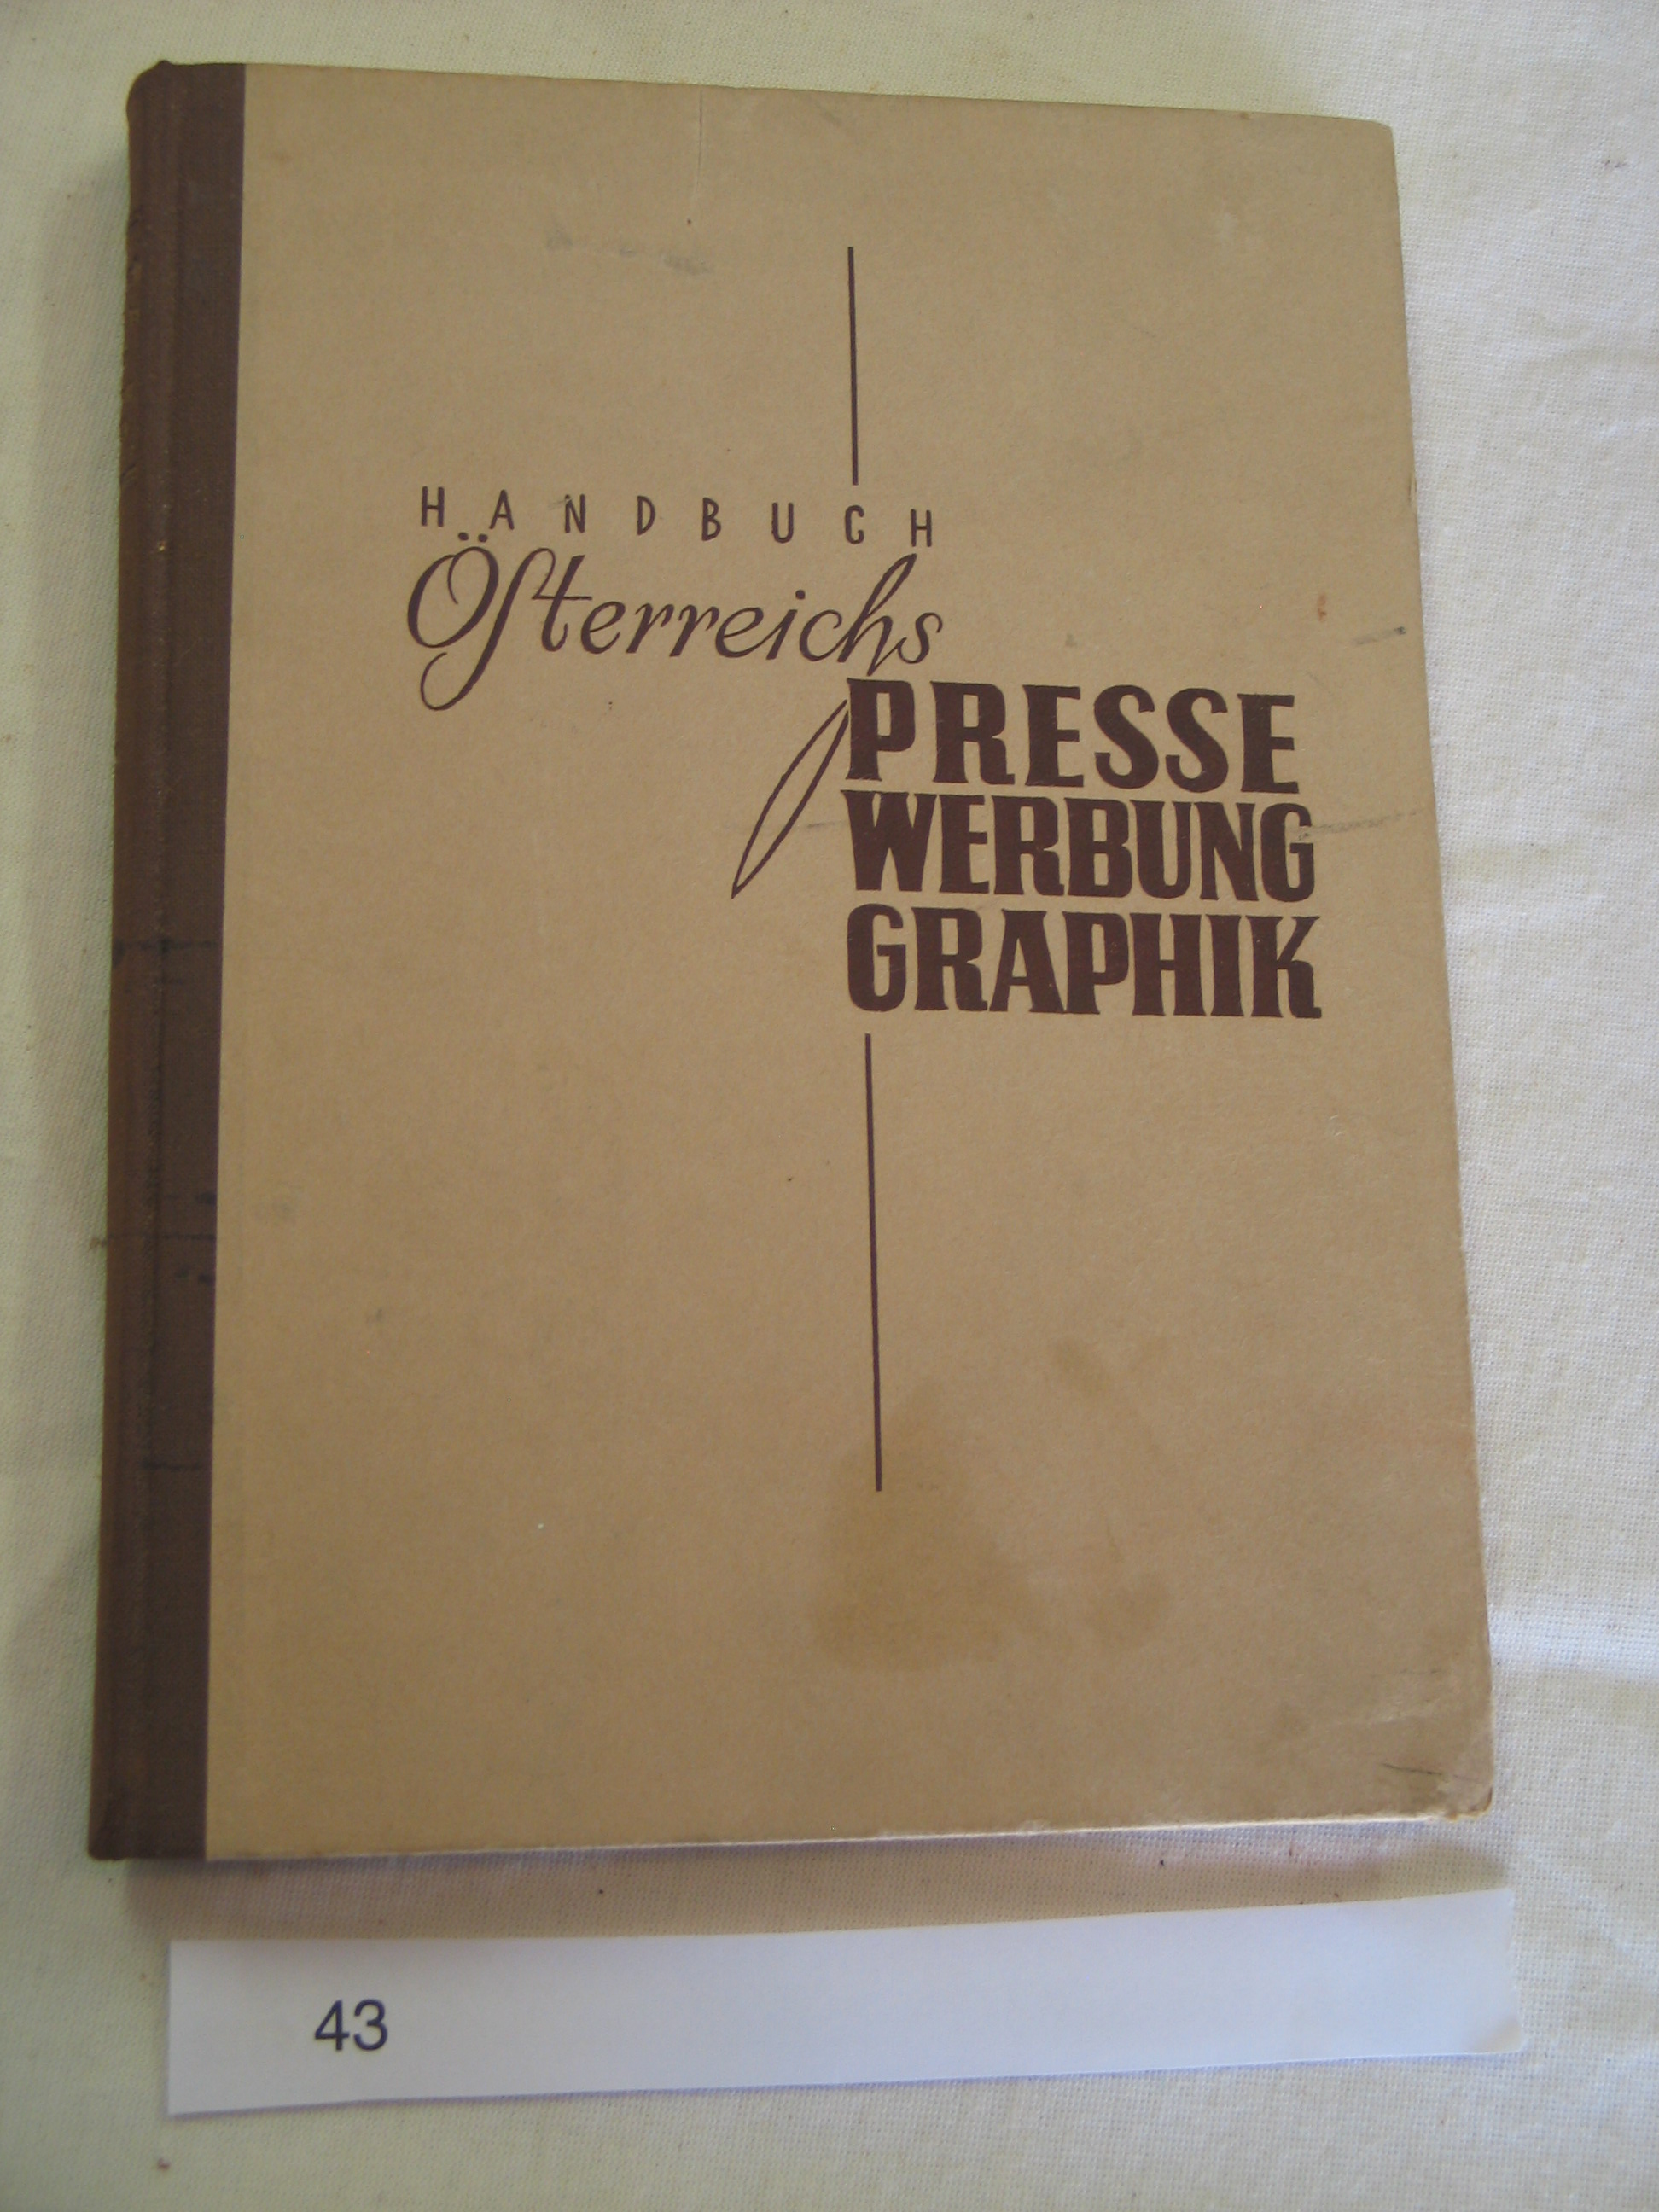 HANDBUCH
Öſterreichs
PRESSE
WERBUNG
GRAPHIK
43